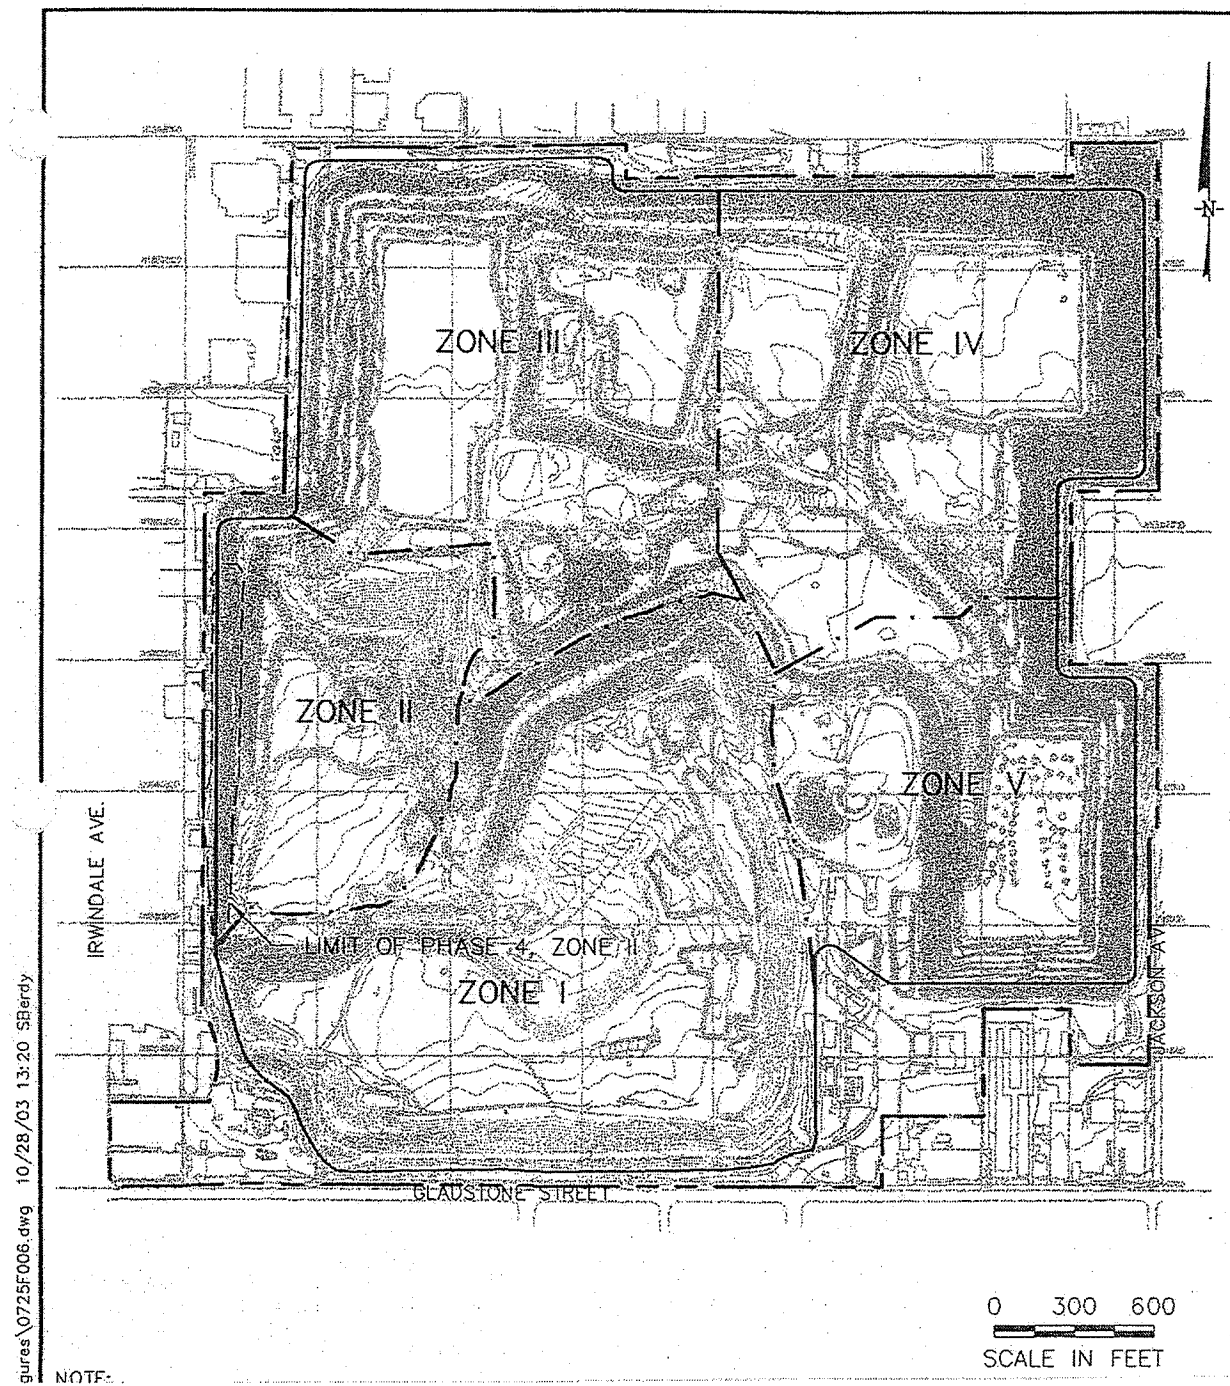 -N-
ZONE III
ZONE IV
ZONE II
ZONE V
IRWINDALE AVE.
LIMIT OF PHASE 4, ZONE II
ZONE I
JACKSON AVE.
GLADSTONE STREET
0 300 600
SCALE IN FEET
gures\0725F006.dwg 10/28/03 13:20 SBerdy
NOTE: